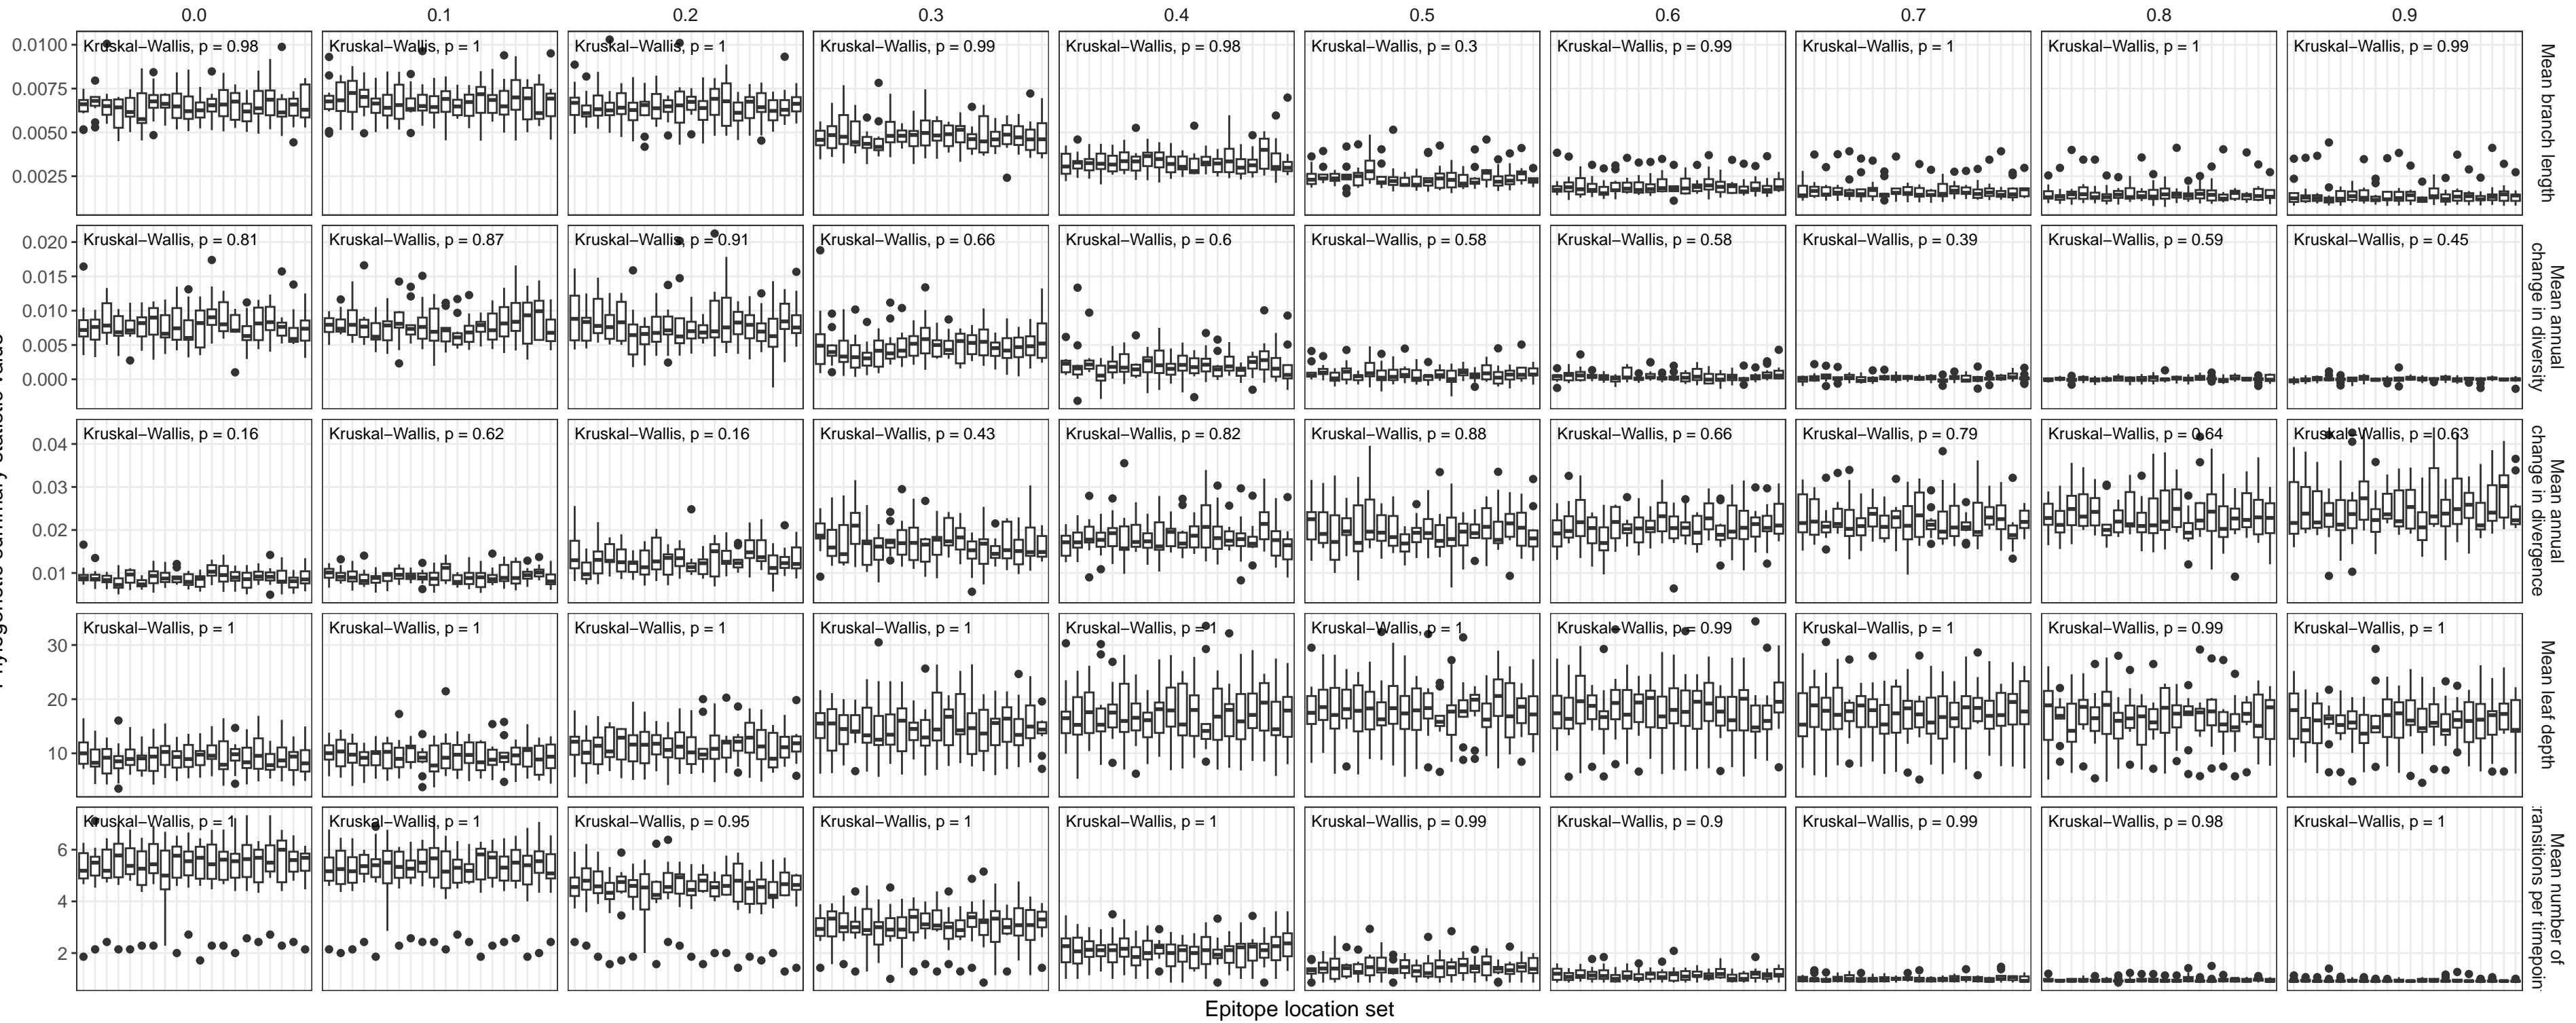 0.0 0.1 0.2 0.3 0.4 0.5 0.6 0.7 0.8 0.9
Kruskal−Wallis, p = 0.98 Kruskal−Wallis, p = 1 Kruskal−Wallis, p = 1 Kruskal−Wallis, p = 0.99 Kruskal−Wallis, p = 0.98 Kruskal−Wallis, p = 0.3 Kruskal−Wallis, p = 0.99 Kruskal−Wallis, p = 1 Kruskal−Wallis, p = 1 Kruskal−Wallis, p = 0.99
0.0100
0.0075
0.0050
0.0025
Mean branch length
Kruskal−Wallis, p = 0.81 Kruskal−Wallis, p = 0.87 Kruskal−Wallis, p = 0.91 Kruskal−Wallis, p = 0.66 Kruskal−Wallis, p = 0.6 Kruskal−Wallis, p = 0.58 Kruskal−Wallis, p = 0.58 Kruskal−Wallis, p = 0.39 Kruskal−Wallis, p = 0.59 Kruskal−Wallis, p = 0.45
0.020
0.015
0.010
0.005
0.000
Mean annual
change in diversity
Kruskal−Wallis, p = 0.16 Kruskal−Wallis, p = 0.62 Kruskal−Wallis, p = 0.16 Kruskal−Wallis, p = 0.43 Kruskal−Wallis, p = 0.82 Kruskal−Wallis, p = 0.88 Kruskal−Wallis, p = 0.66 Kruskal−Wallis, p = 0.79 Kruskal−Wallis, p = 0.64 Kruskal−Wallis, p = 0.63
0.04
0.03
0.02
0.01
Mean annual
change in divergence
Kruskal−Wallis, p = 1 Kruskal−Wallis, p = 1 Kruskal−Wallis, p = 1 Kruskal−Wallis, p = 1 Kruskal−Wallis, p = 1 Kruskal−Wallis, p = 1 Kruskal−Wallis, p = 0.99 Kruskal−Wallis, p = 1 Kruskal−Wallis, p = 0.99 Kruskal−Wallis, p = 1
30
20
10
Mean leaf depth
Kruskal−Wallis, p = 1 Kruskal−Wallis, p = 1 Kruskal−Wallis, p = 0.95 Kruskal−Wallis, p = 1 Kruskal−Wallis, p = 1 Kruskal−Wallis, p = 0.99 Kruskal−Wallis, p = 0.9 Kruskal−Wallis, p = 0.99 Kruskal−Wallis, p = 0.98 Kruskal−Wallis, p = 1
6
4
2
Mean number of
ransitions per timepoin
Epitope location set